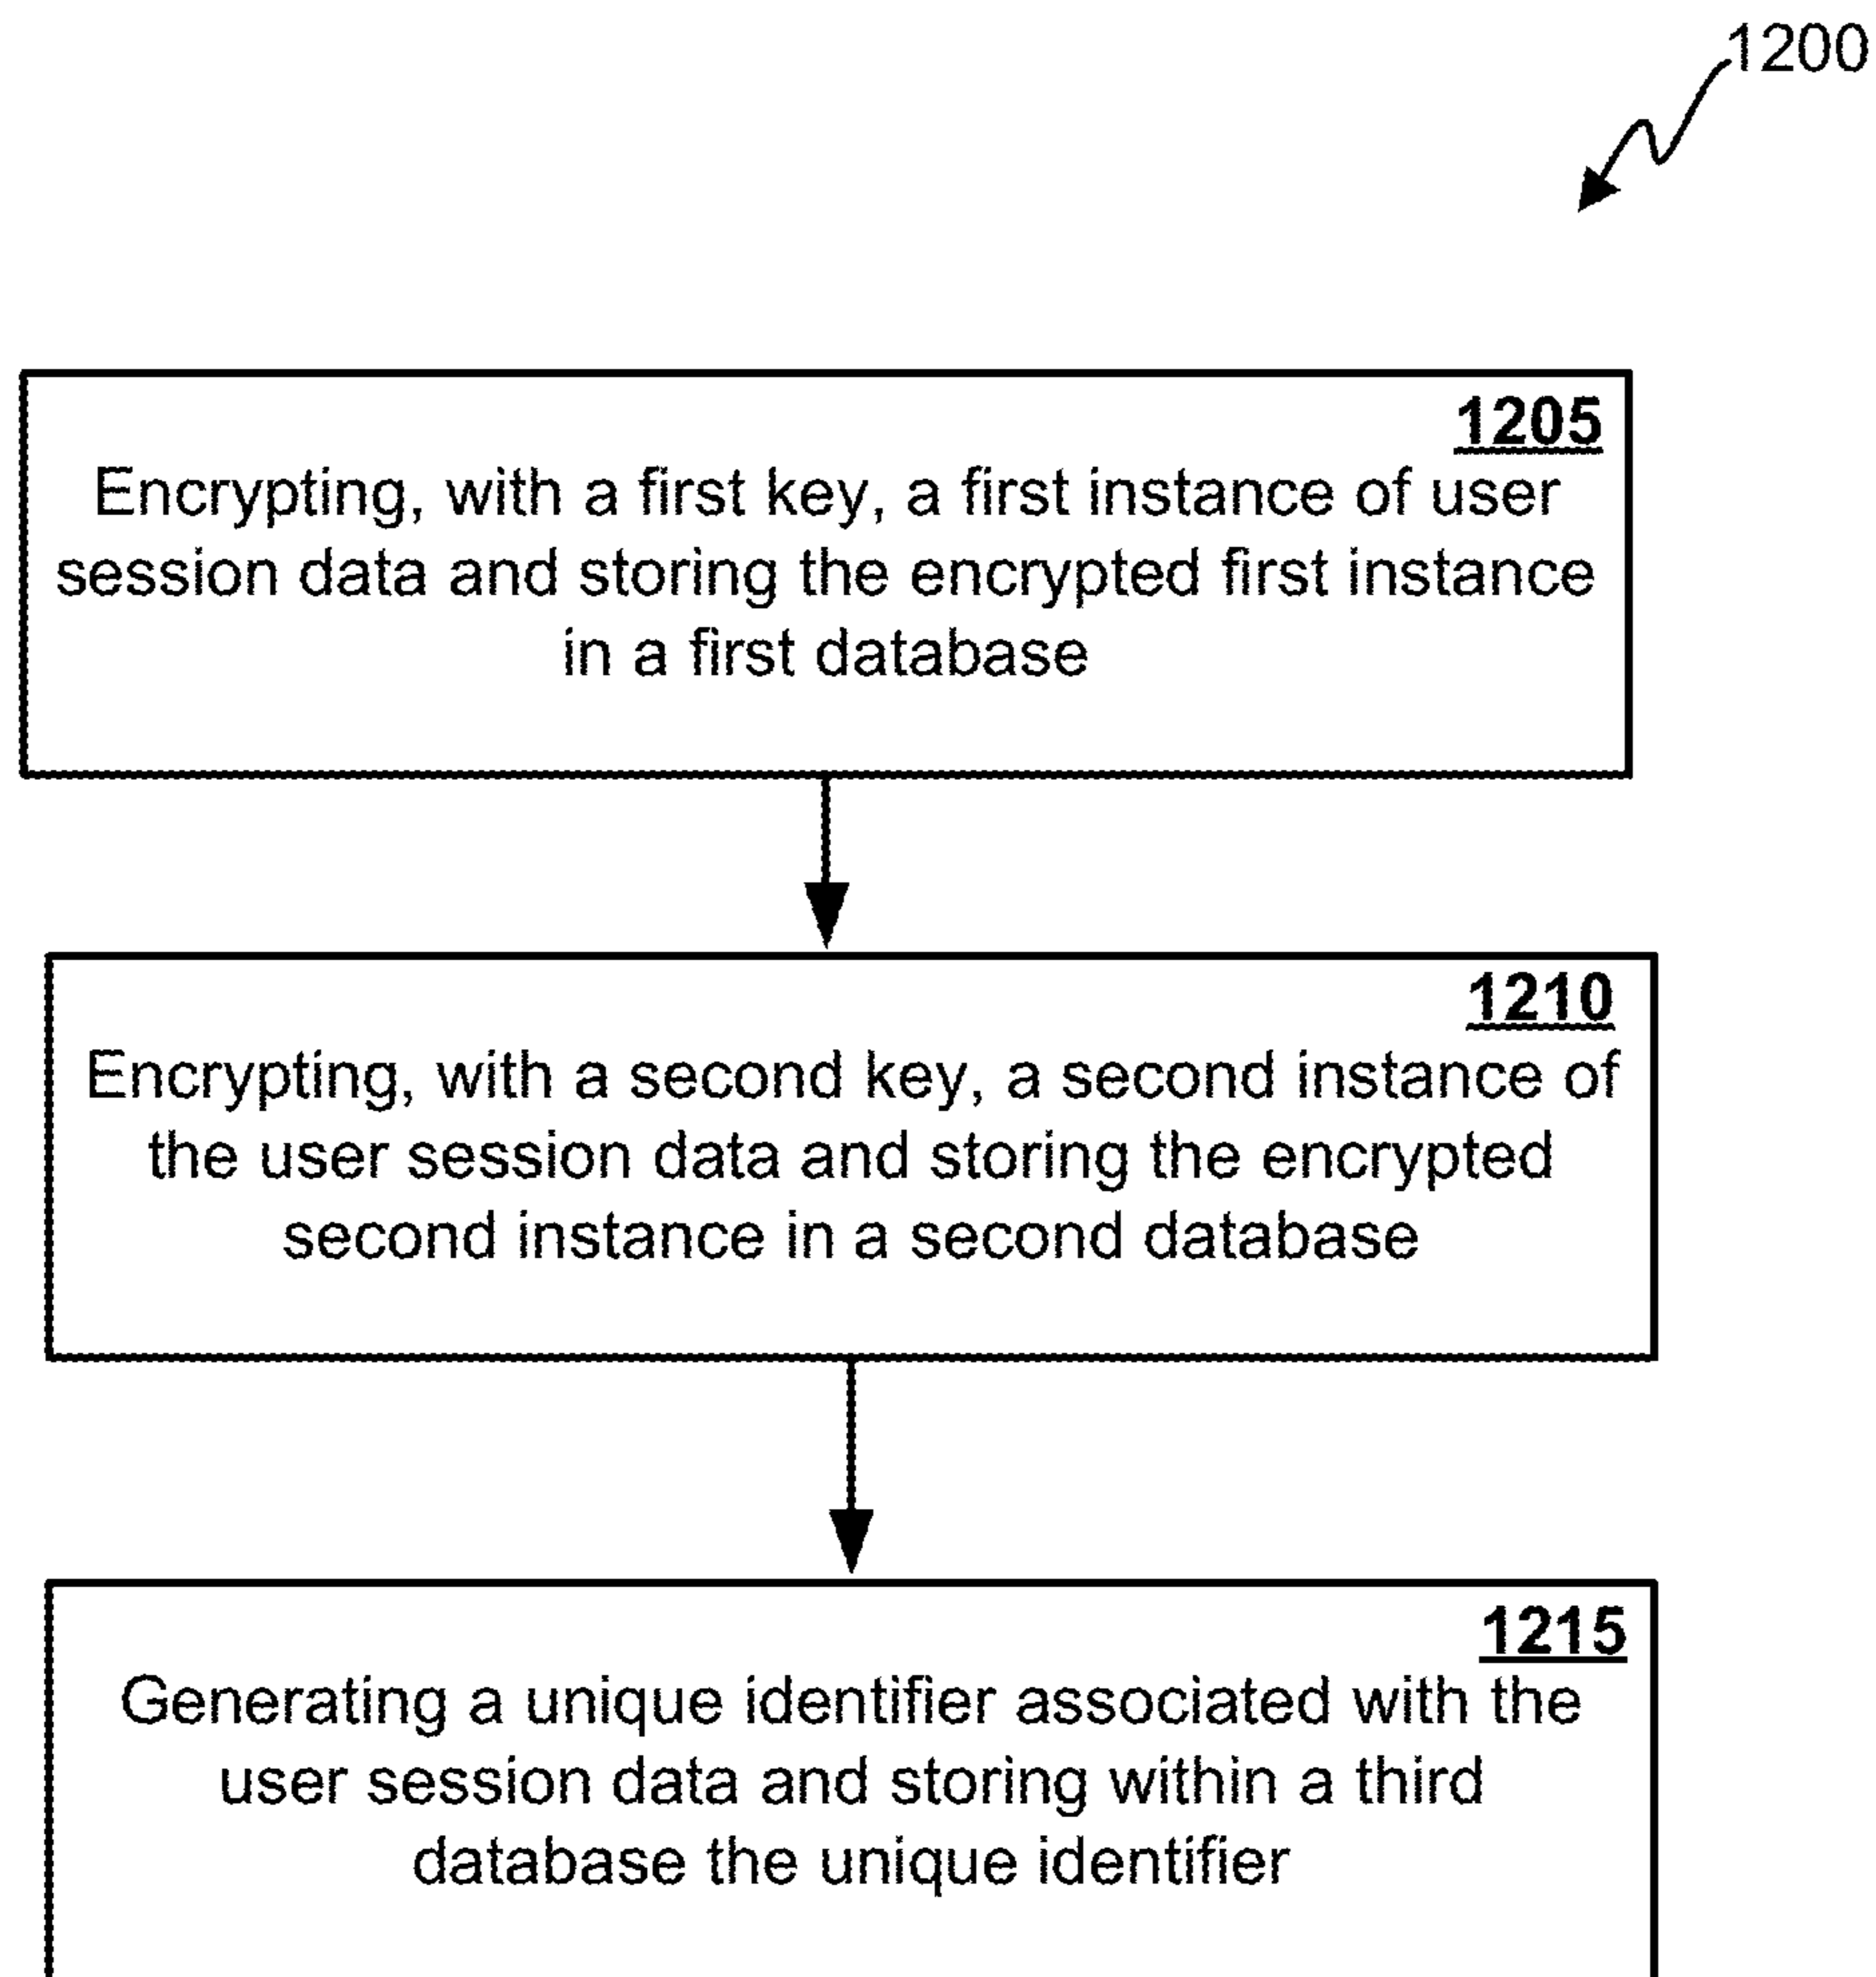 1200
1205
Encrypting, with a first key, a first instance of user
session data and storing the encrypted first instance
in a first database
1210
Encrypting, with a second key, a second instance of
the user session data and storing the encrypted
second instance in a second database
1215
Generating a unique identifier associated with the
user session data and storing within a third
database the unique identifier